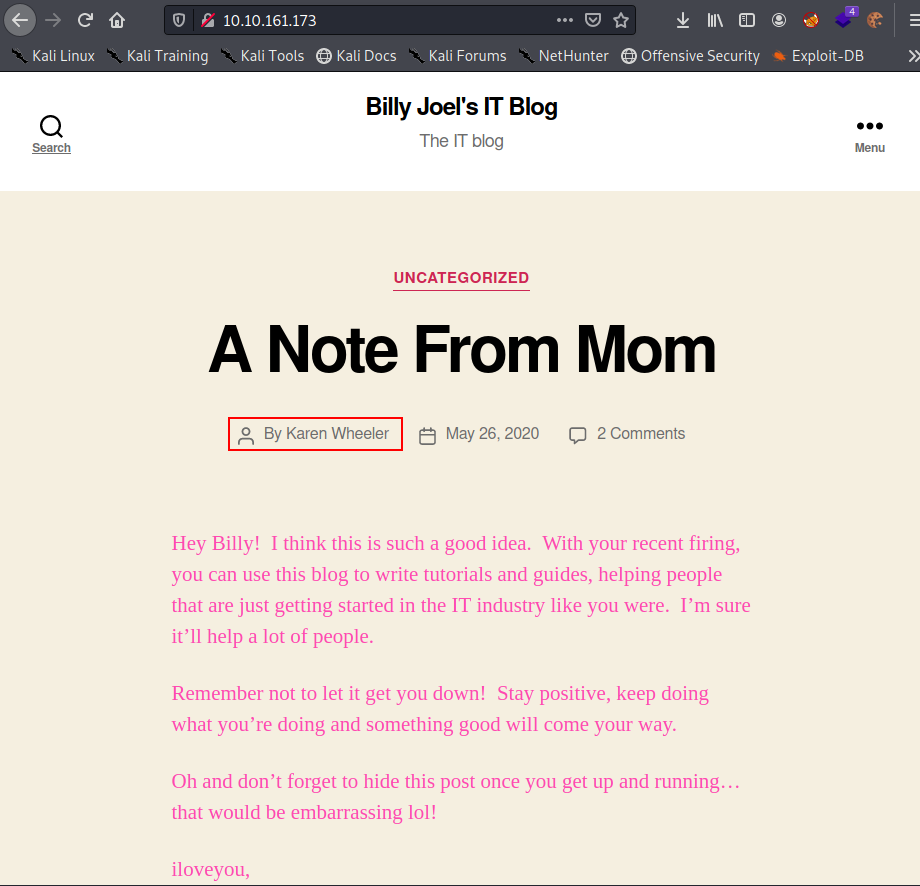 10.10.161.173
4
Kali Linux Kali Training Kali Tools Kali Docs Kali Forums NetHunter Offensive Security Exploit-DB
Billy Joel's IT Blog
The IT blog
Search
Menu
UNCATEGORIZED
A Note From Mom
By Karen Wheeler May 26, 2020 2 Comments
Hey Billy!  I think this is such a good idea.  With your recent firing,
you can use this blog to write tutorials and guides, helping people
that are just getting started in the IT industry like you were.  I’m sure
it’ll help a lot of people.
Remember not to let it get you down!  Stay positive, keep doing
what you’re doing and something good will come your way.
Oh and don’t forget to hide this post once you get up and running…
that would be embarrassing lol!
iloveyou,